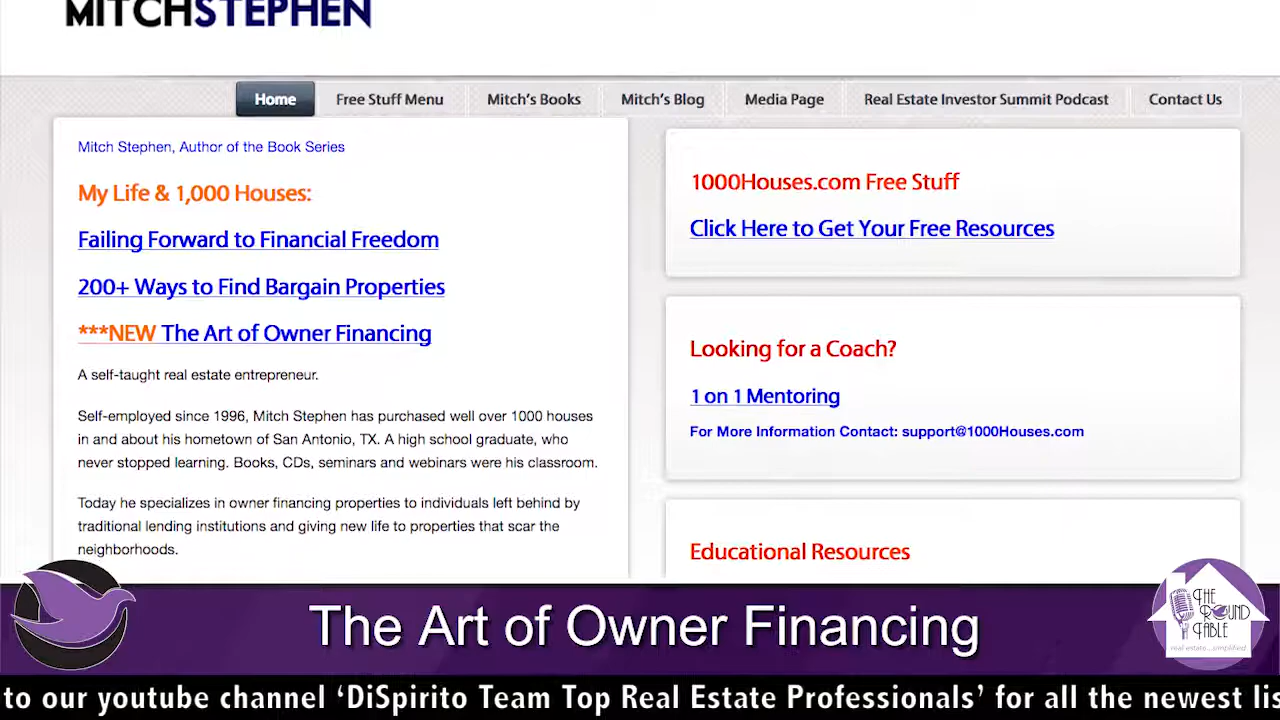 MITCHSTEPHEN
Home
Free Stuff Menu
Mitch's Books
Mitch's Blog
Media Page
Real Estate Investor Summit Podcast
Contact Us
Mitch Stephen, Author of the Book Series
My Life & 1,000 Houses:
Failing Forward to Financial Freedom
200+ Ways to Find Bargain Properties
***NEW The Art of Owner Financing
A self-taught real estate entrepreneur.
Self-employed since 1996, Mitch Stephen has purchased well over 1000 houses
in and about his hometown of San Antonio, TX. A high school graduate, who
never stopped learning. Books, CDs, seminars and webinars were his classroom.
Today he specializes in owner financing properties to individuals left behind by
traditional lending institutions and giving new life to properties that scar the
neighborhoods.
1000Houses.com Free Stuff
Click Here to Get Your Free Resources
Looking for a Coach?
1 on 1 Mentoring
For More Information Contact: support@1000Houses.com
Educational Resources
The Art of Owner Financing
THE
ROUND
TABLE
real estate...simplified
to our youtube channel ‘DiSpirito Team Top Real Estate Professionals’ for all the newest lis